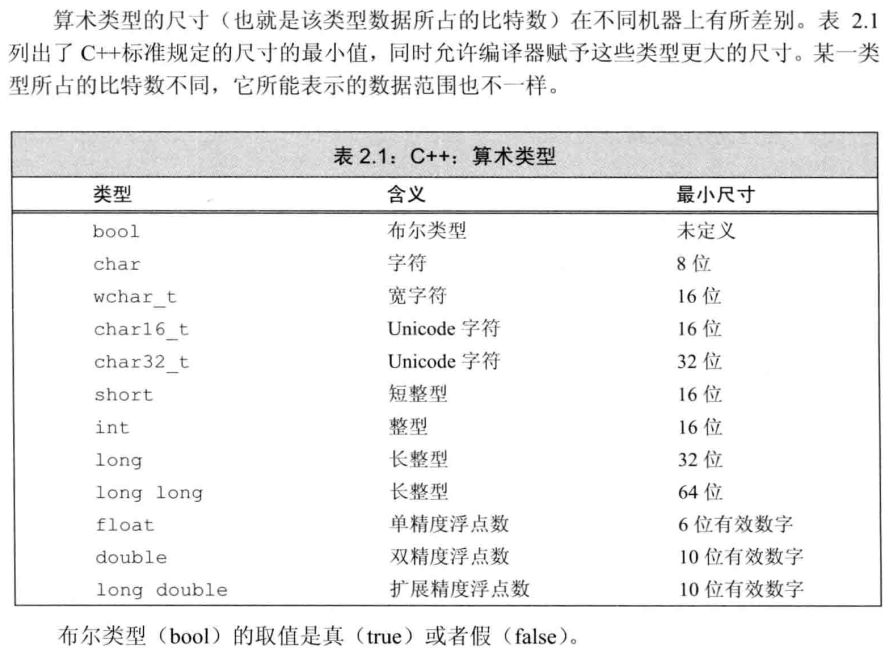 算术类型的尺寸（也就是该类型数据所占的比特数）在不同机器上有所差别。表 2.1
列出了 C++标准规定的尺寸的最小值，同时允许编译器赋予这些类型更大的尺寸。某一类
型所占的比特数不同，它所能表示的数据范围也不一样。
表 2.1：C++：算术类型
类型 含义 最小尺寸
bool 布尔类型 未定义
char 字符 8 位
wchar_t 宽字符 16 位
char16_t Unicode 字符 16 位
char32_t Unicode 字符 32 位
short 短整型 16 位
int 整型 16 位
long 长整型 32 位
long long 长整型 64 位
float 单精度浮点数 6 位有效数字
double 双精度浮点数 10 位有效数字
long double 扩展精度浮点数 10 位有效数字
布尔类型（bool）的取值是真（true）或者假（false）。